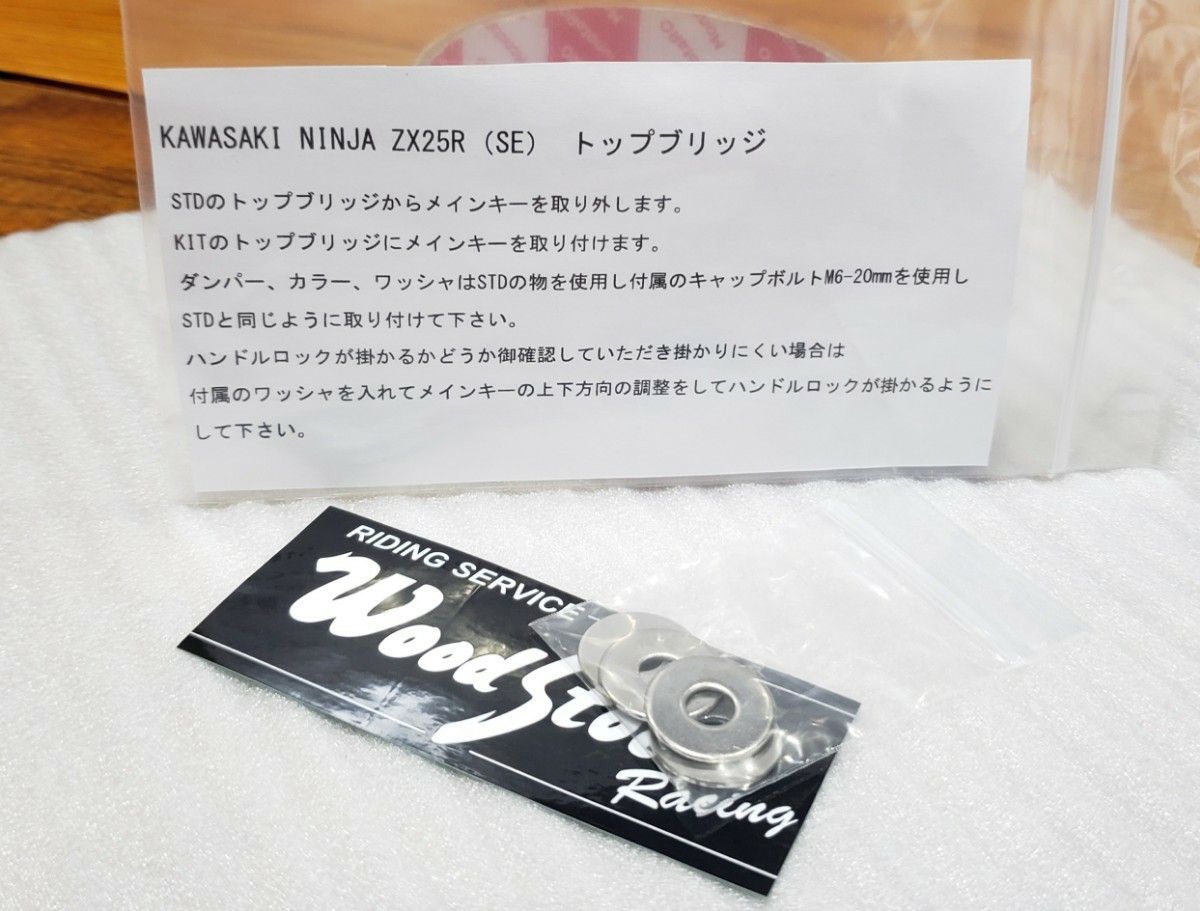 KAWASAKI NINJA ZX25R (SE) トップブリッジ
STDのトップブリッジからメインキーを取り外します。
KITのトップブリッジにメインキーを取り付けます。
ダンパー、カラー、ワッシャはSTDの物を使用し付属のキャップボルトM6-20mmを使用し
STDと同じように取り付けて下さい。
ハンドルロックが掛かるかどうか御確認していただき掛かりにくい場合は
付属のワッシャを入れてメインキーの上下方向の調整をしてハンドルロックが掛かるように
して下さい。
RIDING SERVICE
Wood
Racing